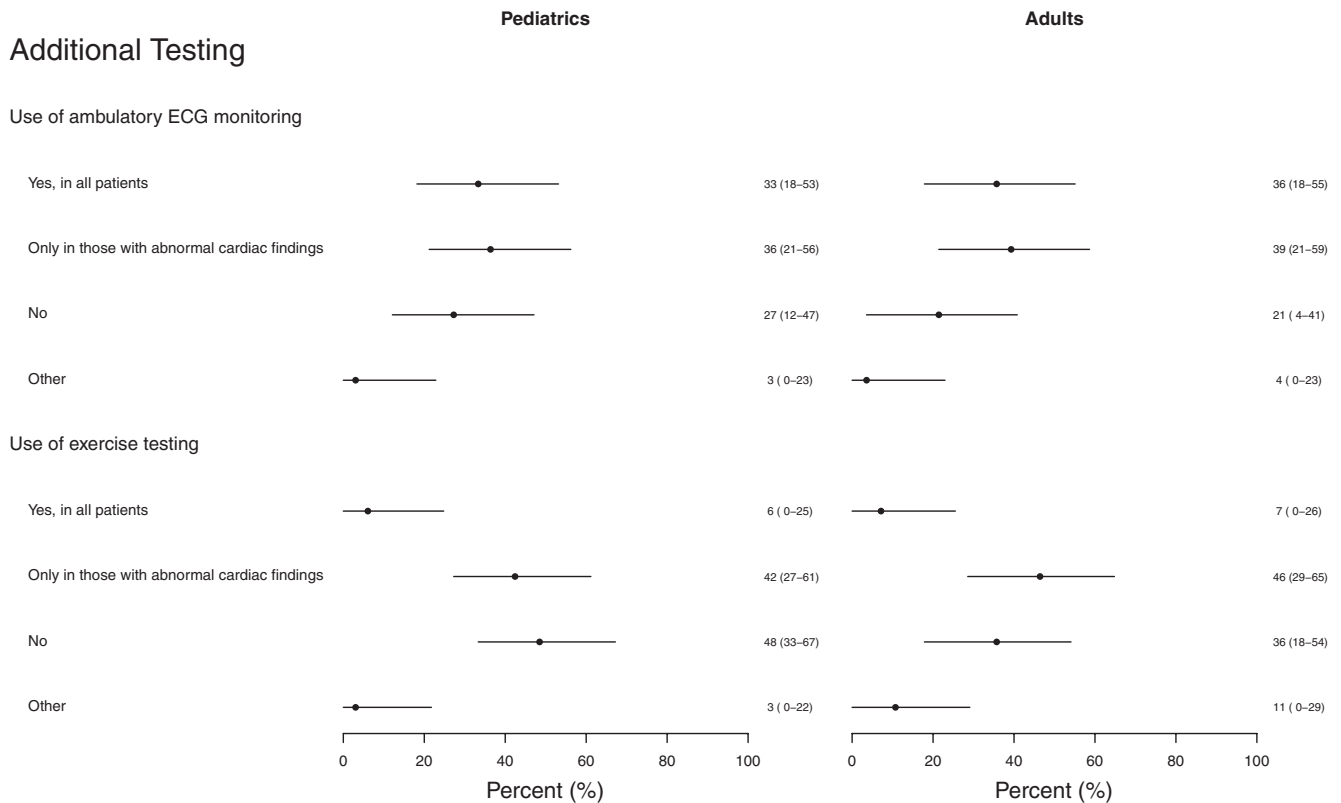 Pediatrics Adults
Additional Testing
Use of ambulatory ECG monitoring
Yes, in all patients 33 (18–53) 36 (18–55)
Only in those with abnormal cardiac findings 36 (21–56) 39 (21–59)
No 27 (12–47) 21 ( 4–41)
Other 3 ( 0–23) 4 ( 0–23)
Use of exercise testing
Yes, in all patients 6 ( 0–25) 7 ( 0–26)
Only in those with abnormal cardiac findings 42 (27–61) 46 (29–65)
No 48 (33–67) 36 (18–54)
Other 3 ( 0–22) 11 ( 0–29)
0 20 40 60 80 100 0 20 40 60 80 100
Percent (%) Percent (%)